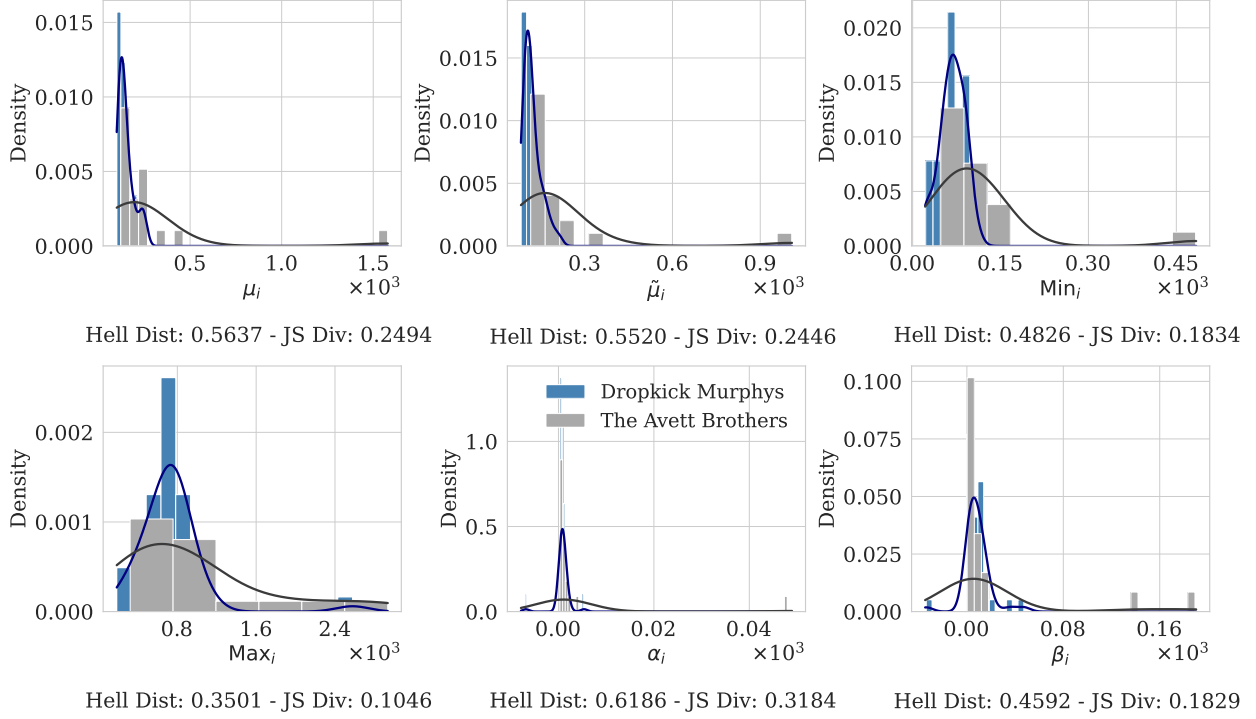 Density
0.015
0.010
0.005
0.000
0.5
1.0
1.5
×10³
μᵢ
Hell Dist: 0.5637 - JS Div: 0.2494
Density
0.015
0.010
0.005
0.000
0.3
0.6
0.9
×10³
μ̃ᵢ
Hell Dist: 0.5520 - JS Div: 0.2446
Density
0.020
0.015
0.010
0.005
0.000
0.00
0.15
0.30
0.45
×10³
Minᵢ
Hell Dist: 0.4826 - JS Div: 0.1834
Density
0.002
0.001
0.000
0.8
1.6
2.4
×10³
Maxᵢ
Hell Dist: 0.3501 - JS Div: 0.1046
Dropkick Murphys
The Avett Brothers
Density
1.0
0.5
0.0
0.00
0.02
0.04
×10³
αᵢ
Hell Dist: 0.6186 - JS Div: 0.3184
Density
0.100
0.075
0.050
0.025
0.000
0.00
0.08
0.16
×10³
βᵢ
Hell Dist: 0.4592 - JS Div: 0.1829